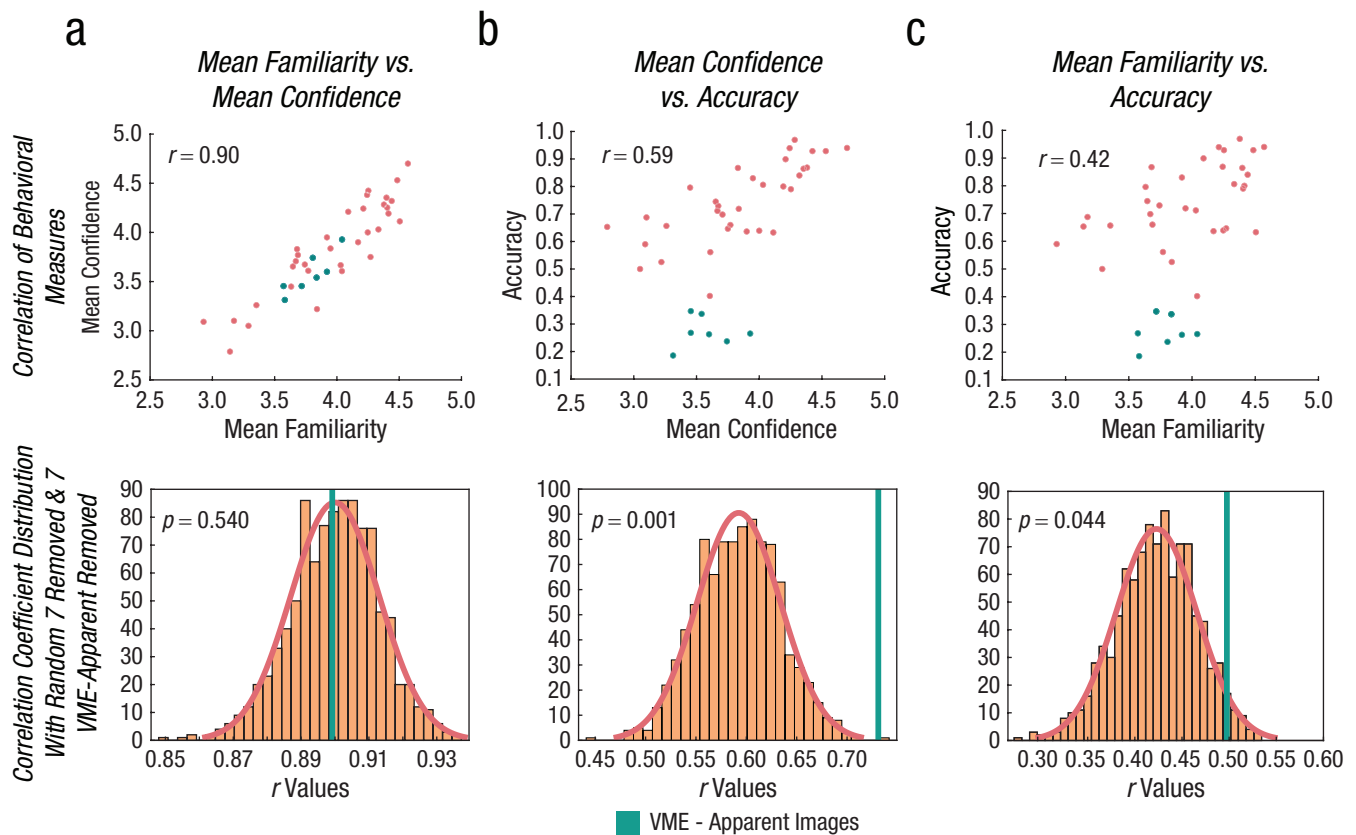 a
b
c
Mean Familiarity vs.
Mean Confidence
Mean Confidence
vs. Accuracy
Mean Familiarity vs.
Accuracy
Correlation of Behavioral
Measures
Mean Confidence
5.0
4.5
4.0
3.5
3.0
2.5
r = 0.90
2.5 3.0 3.5 4.0 4.5 5.0
Mean Familiarity
Accuracy
1.0
0.9
0.8
0.7
0.6
0.5
0.4
0.3
0.2
0.1
r = 0.59
2.5 3.0 3.5 4.0 4.5 5.0
Mean Confidence
Accuracy
1.0
0.9
0.8
0.7
0.6
0.5
0.4
0.3
0.2
0.1
r = 0.42
2.5 3.0 3.5 4.0 4.5 5.0
Mean Familiarity
Correlation Coefficient Distribution
With Random 7 Removed & 7
VME-Apparent Removed
90
80
70
60
50
40
30
20
10
0
p = 0.540
0.85 0.87 0.89 0.91 0.93
r Values
100
90
80
70
60
50
40
30
20
10
0
p = 0.001
0.45 0.50 0.55 0.60 0.65 0.70
r Values
90
80
70
60
50
40
30
20
10
0
p = 0.044
0.30 0.35 0.40 0.45 0.50 0.55 0.60
r Values
VME - Apparent Images